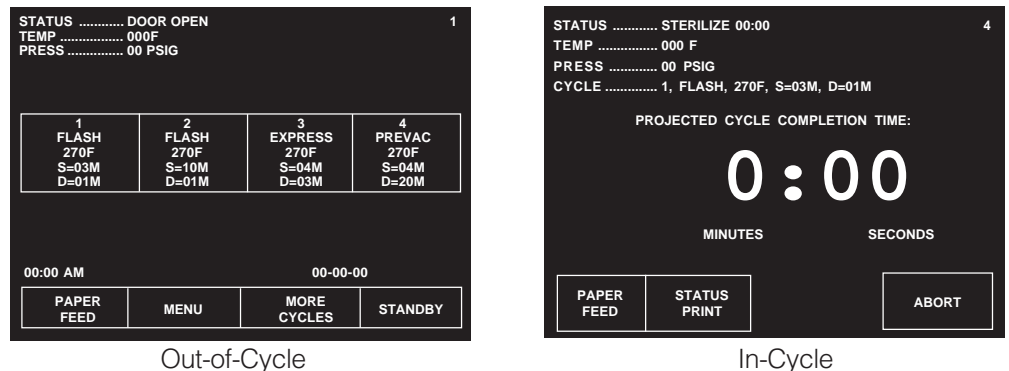 STATUS ............ DOOR OPEN 1
TEMP ................. 000F
PRESS ............... 00 PSIG
1 2 3 4
FLASH FLASH EXPRESS PREVAC
270F 270F 270F 270F
S=03M S=10M S=04M S=04M
D=01M D=01M D=03M D=20M
00:00 AM 00-00-00
PAPER FEED MENU MORE CYCLES STANDBY
Out-of-Cycle
STATUS ............ STERILIZE 00:00 4
TEMP ................ 000 F
PRESS ............. 00 PSIG
CYCLE .............. 1, FLASH, 270F, S=03M, D=01M
PROJECTED CYCLE COMPLETION TIME:
0:00
MINUTES SECONDS
PAPER FEED STATUS PRINT ABORT
In-Cycle